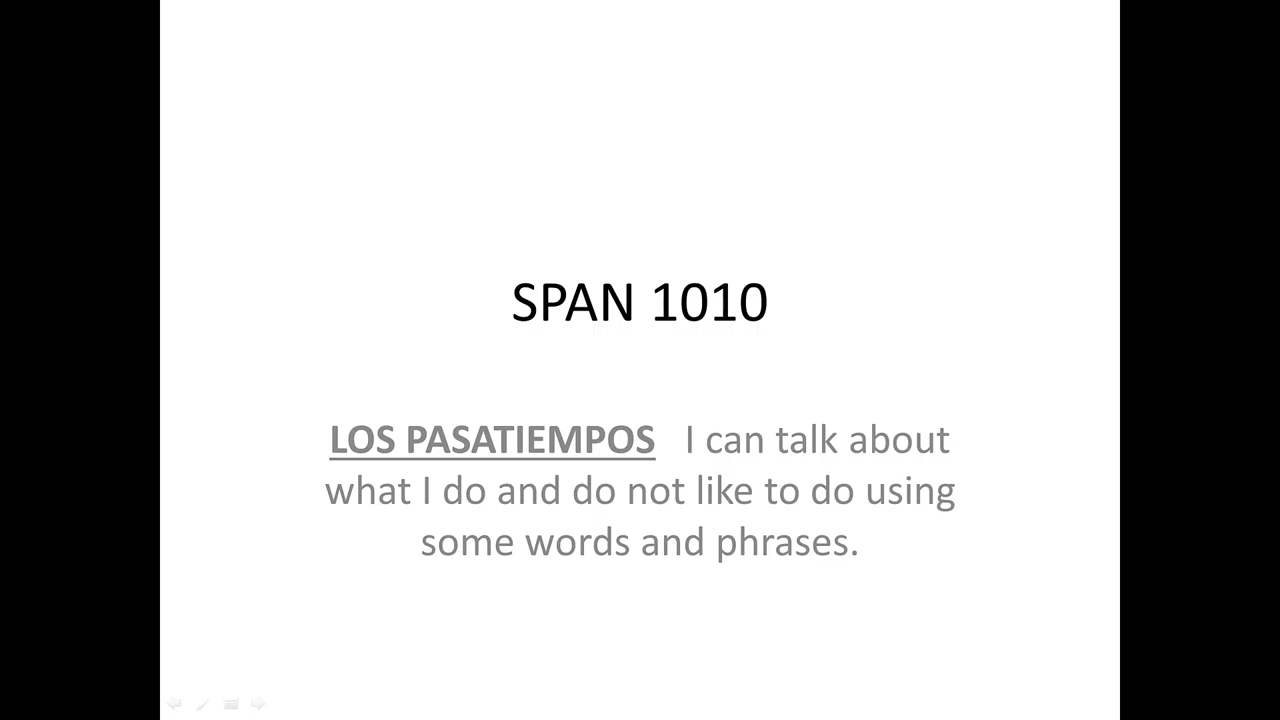 SPAN 1010
LOS PASATIEMPOS I can talk about
what I do and do not like to do using
some words and phrases.